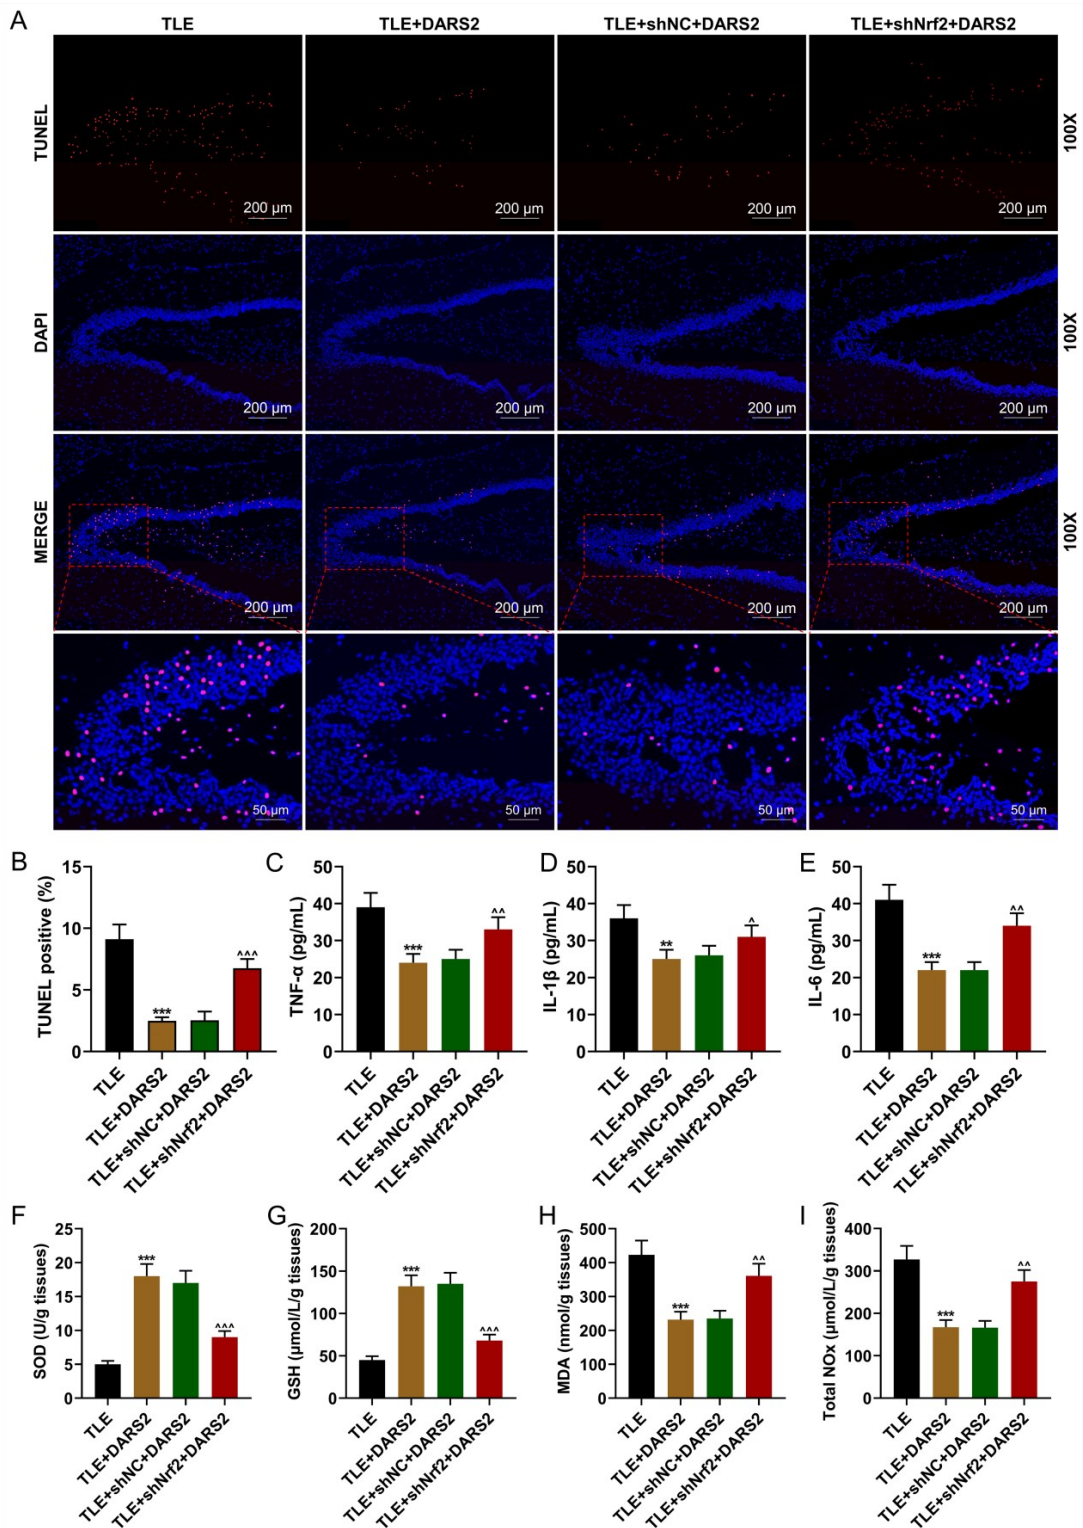 A
TLE TLE+DARS2 TLE+shNC+DARS2 TLE+shNrf2+DARS2
TUNEL 200 μm 200 μm 200 μm 200 μm 100X
DAPI 200 μm 200 μm 200 μm 200 μm 100X
MERGE 200 μm 200 μm 200 μm 200 μm 100X
50 μm 50 μm 50 μm 50 μm
B
TUNEL positive (%)
15
10
5
0
***
^^^
TLE
TLE+DARS2
TLE+shNC+DARS2
TLE+shNrf2+DARS2
C
TNF-α (pg/mL)
50
40
30
20
10
0
***
^^
TLE
TLE+DARS2
TLE+shNC+DARS2
TLE+shNrf2+DARS2
D
IL-1β (pg/mL)
50
40
30
20
10
0
**
^
TLE
TLE+DARS2
TLE+shNC+DARS2
TLE+shNrf2+DARS2
E
IL-6 (pg/mL)
50
40
30
20
10
0
***
^^
TLE
TLE+DARS2
TLE+shNC+DARS2
TLE+shNrf2+DARS2
F
SOD (U/g tissues)
25
20
15
10
5
0
***
^^^
TLE
TLE+DARS2
TLE+shNC+DARS2
TLE+shNrf2+DARS2
G
GSH (μmol/L/g tissues)
200
150
100
50
0
***
^^^
TLE
TLE+DARS2
TLE+shNC+DARS2
TLE+shNrf2+DARS2
H
MDA (nmol/g tissues)
500
400
300
200
100
0
***
^^
TLE
TLE+DARS2
TLE+shNC+DARS2
TLE+shNrf2+DARS2
I
Total NOx (μmol/L/g tissues)
400
300
200
100
0
***
^^
TLE
TLE+DARS2
TLE+shNC+DARS2
TLE+shNrf2+DARS2